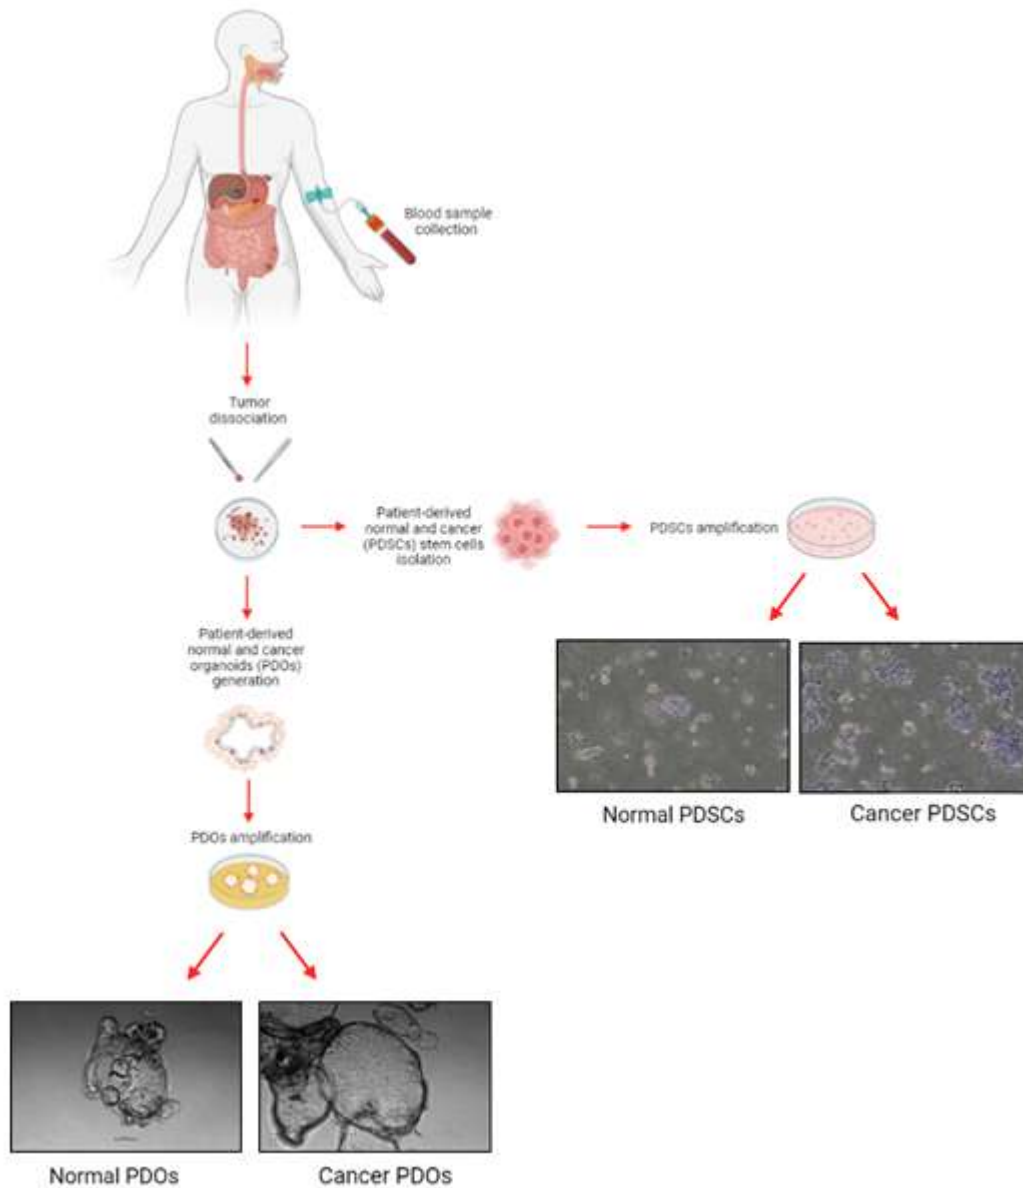 Blood sample
collection
Tumor
dissociation
Patient-derived
normal and cancer
(PDSCs) stem cells
isolation
PDSCs amplification
Patient-derived
normal and cancer
organoids (PDOs)
generation
Normal PDSCs
Cancer PDSCs
PDOs amplification
Normal PDOs
Cancer PDOs